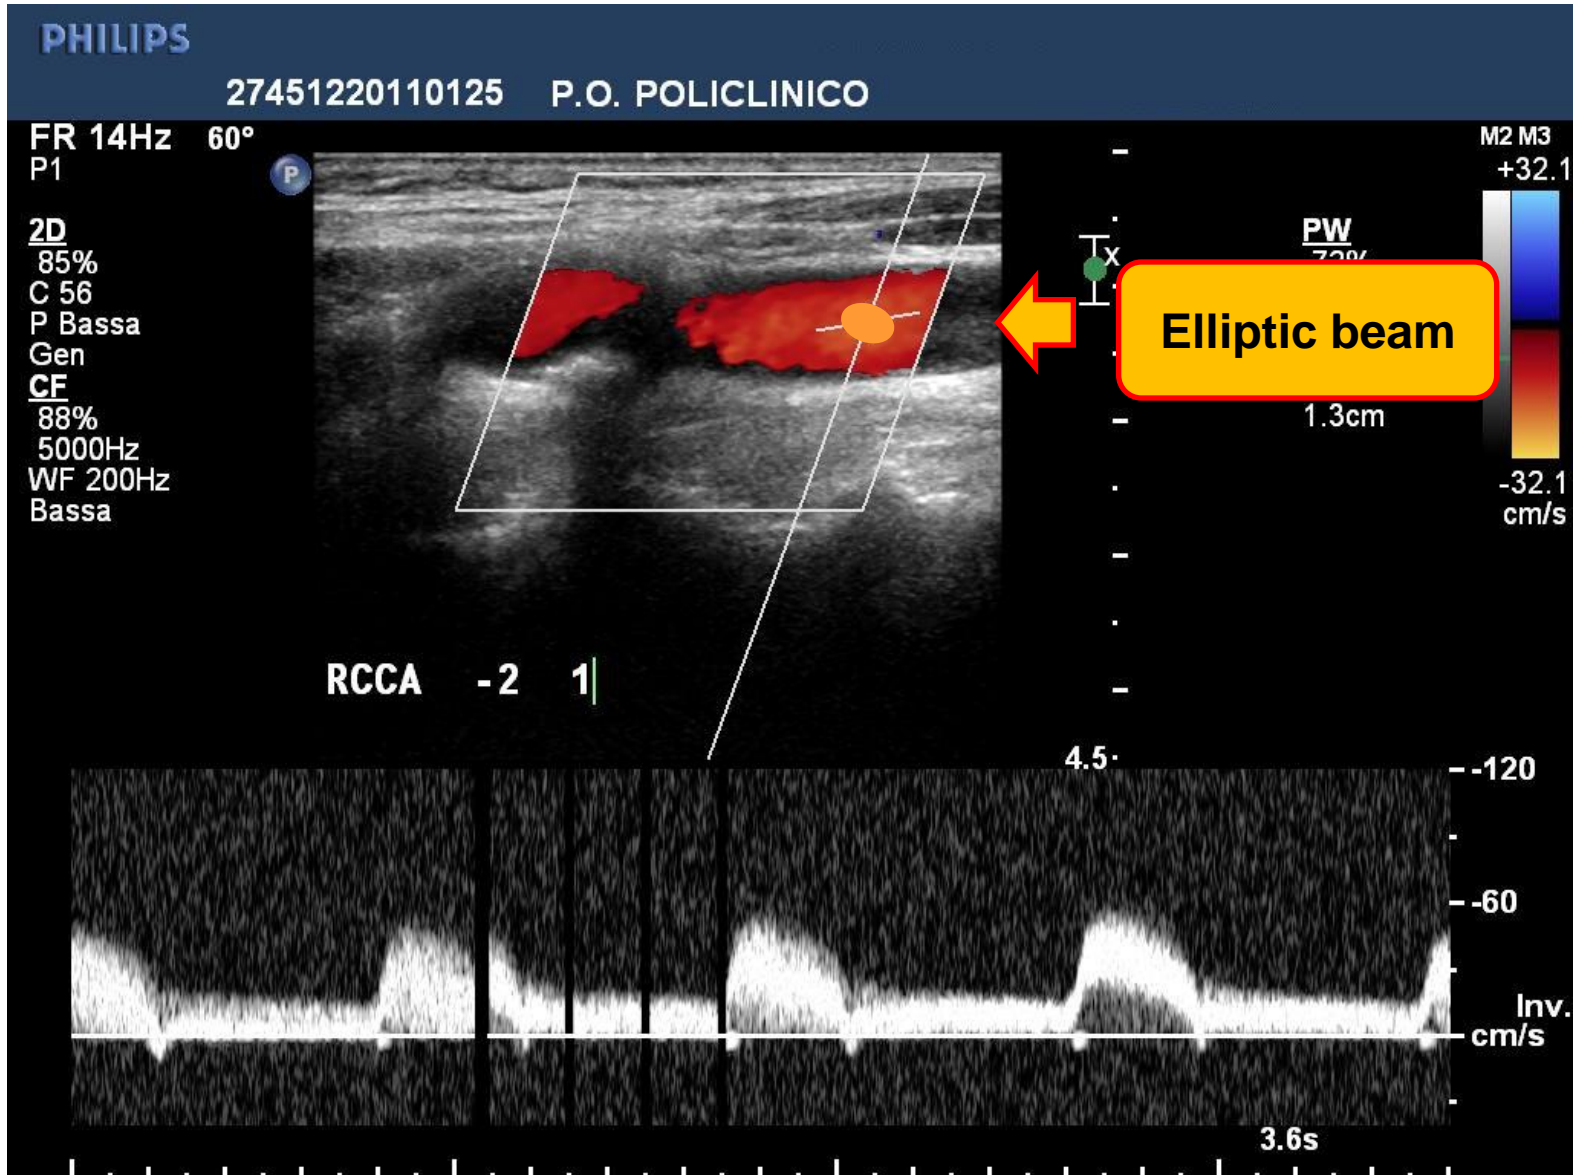 PHILIPS
27451220110125 P.O. POLICLINICO
FR 14Hz 60°
P1
P
2D
85%
C 56
P Bassa
Gen
CF
88%
5000Hz
WF 200Hz
Bassa
M2 M3
+32.1
-32.1
cm/s
x
PW
72%
Elliptic beam
1.3cm
RCCA -2 1
4.5
-120
-60
Inv.
cm/s
3.6s